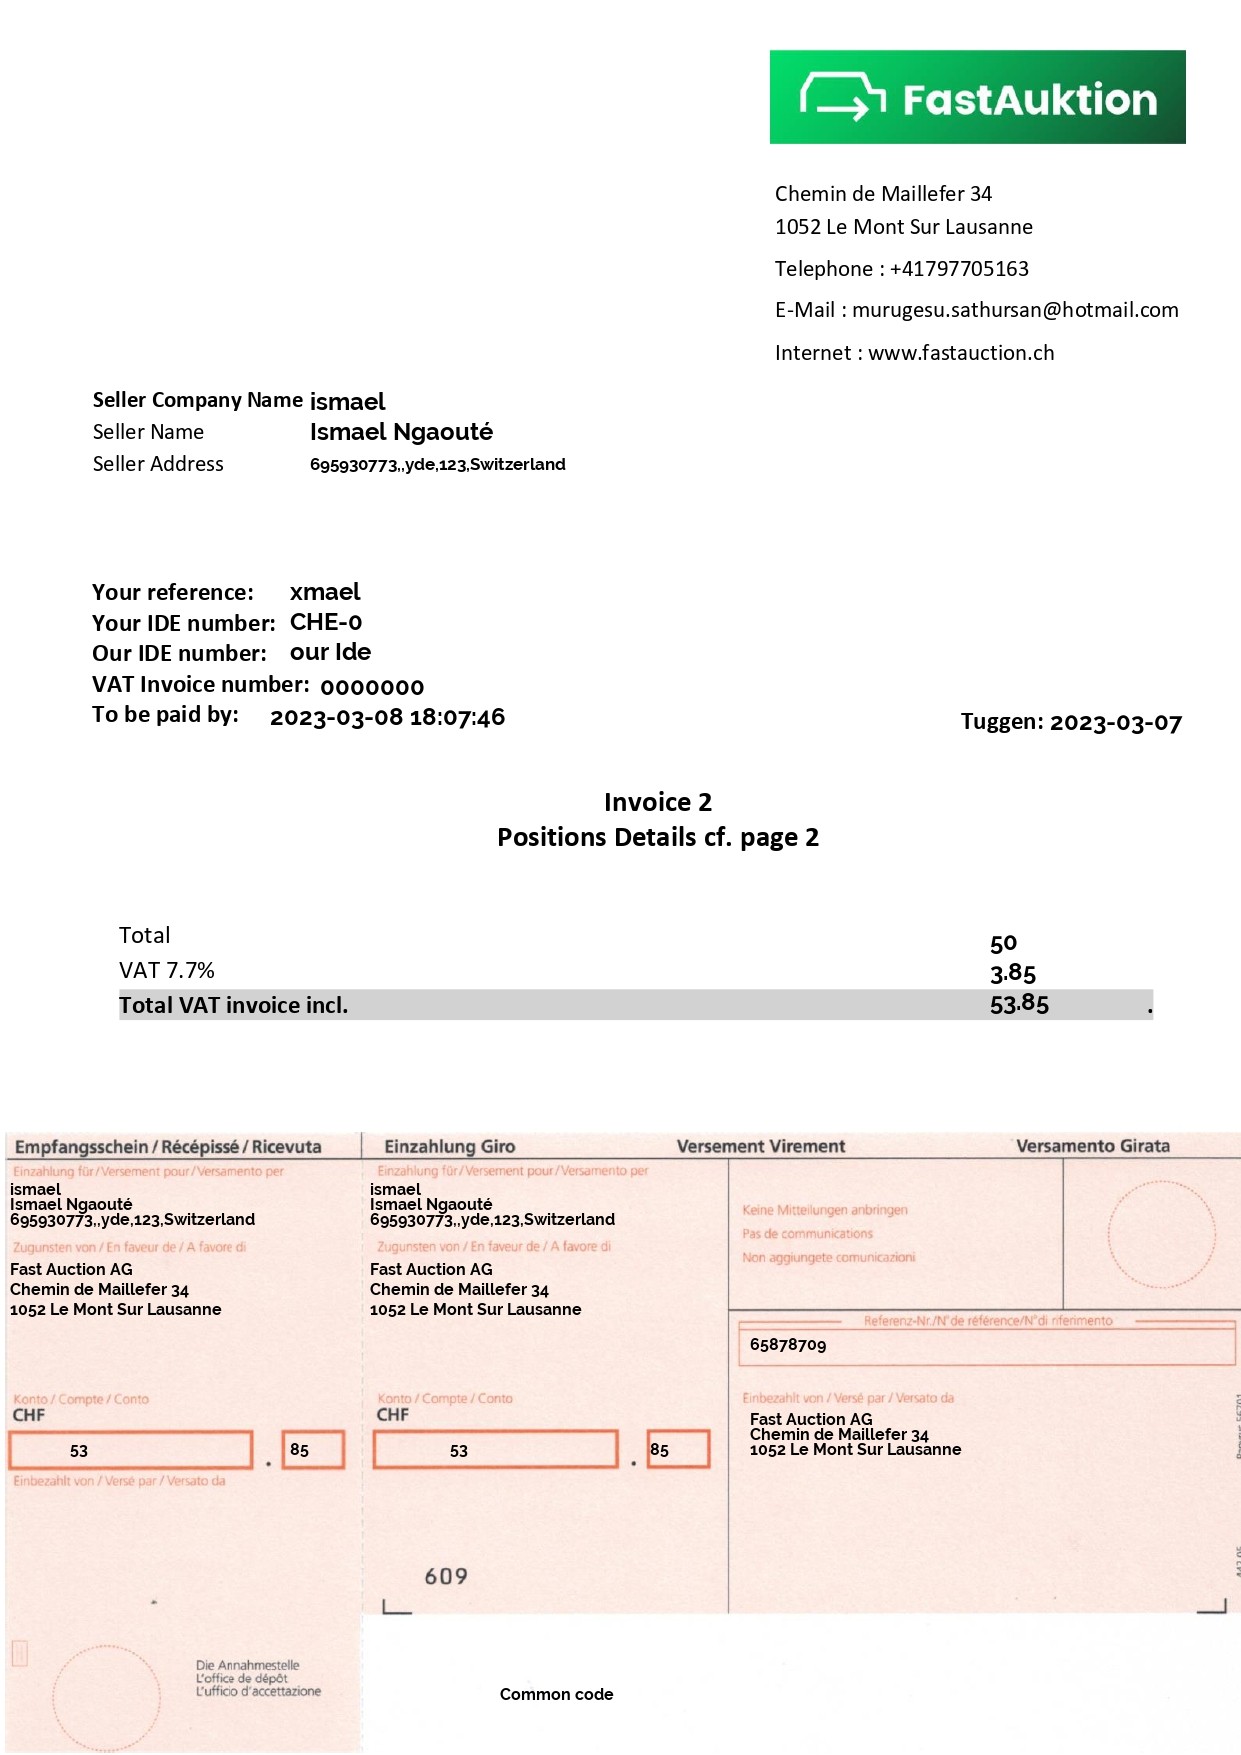 FastAuktion
Chemin de Maillefer 34
1052 Le Mont Sur Lausanne
Telephone : +41797705163
E-Mail : murugesu.sathursan@hotmail.com
Internet : www.fastauction.ch
Seller Company Name ismael
Seller Name Ismael Ngaouté
Seller Address 695930773,,yde,123,Switzerland
Your reference: xmael
Your IDE number: CHE-0
Our IDE number: our Ide
VAT Invoice number: 0000000
To be paid by: 2023-03-08 18:07:46
Tuggen: 2023-03-07
Invoice 2
Positions Details cf. page 2
Total 50
VAT 7.7% 3.85
Total VAT invoice incl. 53.85 .
Empfangsschein / Récépissé / Ricevuta
Einzahlung für / Versement pour / Versamento per
ismael
Ismael Ngaouté
695930773,,yde,123,Switzerland
Zugunsten von / En faveur de / A favore di
Fast Auction AG
Chemin de Maillefer 34
1052 Le Mont Sur Lausanne
Konto / Compte / Conto
CHF
53 . 85
Einbezahlt von / Versé par / Versato da
Die Annahmestelle
L'office de dépôt
L'ufficio d'accettazione
Einzahlung Giro Versement Virement Versamento Girata
Einzahlung für / Versement pour / Versamento per
ismael
Ismael Ngaouté
695930773,,yde,123,Switzerland
Zugunsten von / En faveur de / A favore di
Fast Auction AG
Chemin de Maillefer 34
1052 Le Mont Sur Lausanne
Konto / Compte / Conto
CHF
53 . 85
609
Keine Mitteilungen anbringen
Pas de communications
Non aggiungete comunicazioni
Referenz-Nr./N°de référence/N°di riferimento
65878709
Einbezahlt von / Versé par / Versato da
Fast Auction AG
Chemin de Maillefer 34
1052 Le Mont Sur Lausanne
Common code